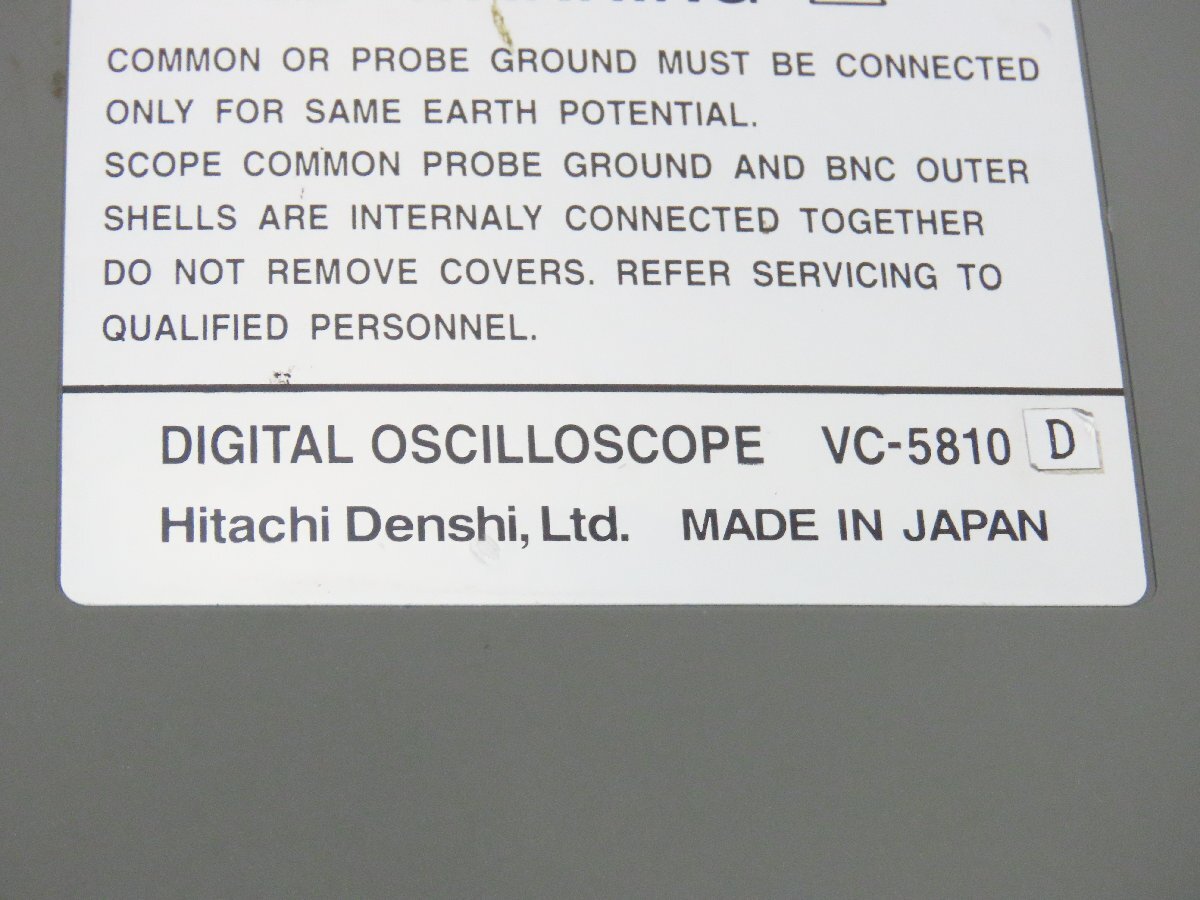 COMMON OR PROBE GROUND MUST BE CONNECTED
ONLY FOR SAME EARTH POTENTIAL.
SCOPE COMMON PROBE GROUND AND BNC OUTER
SHELLS ARE INTERNALY CONNECTED TOGETHER
DO NOT REMOVE COVERS. REFER SERVICING TO
QUALIFIED PERSONNEL.
DIGITAL OSCILLOSCOPE VC-5810 D
Hitachi Denshi, Ltd. MADE IN JAPAN